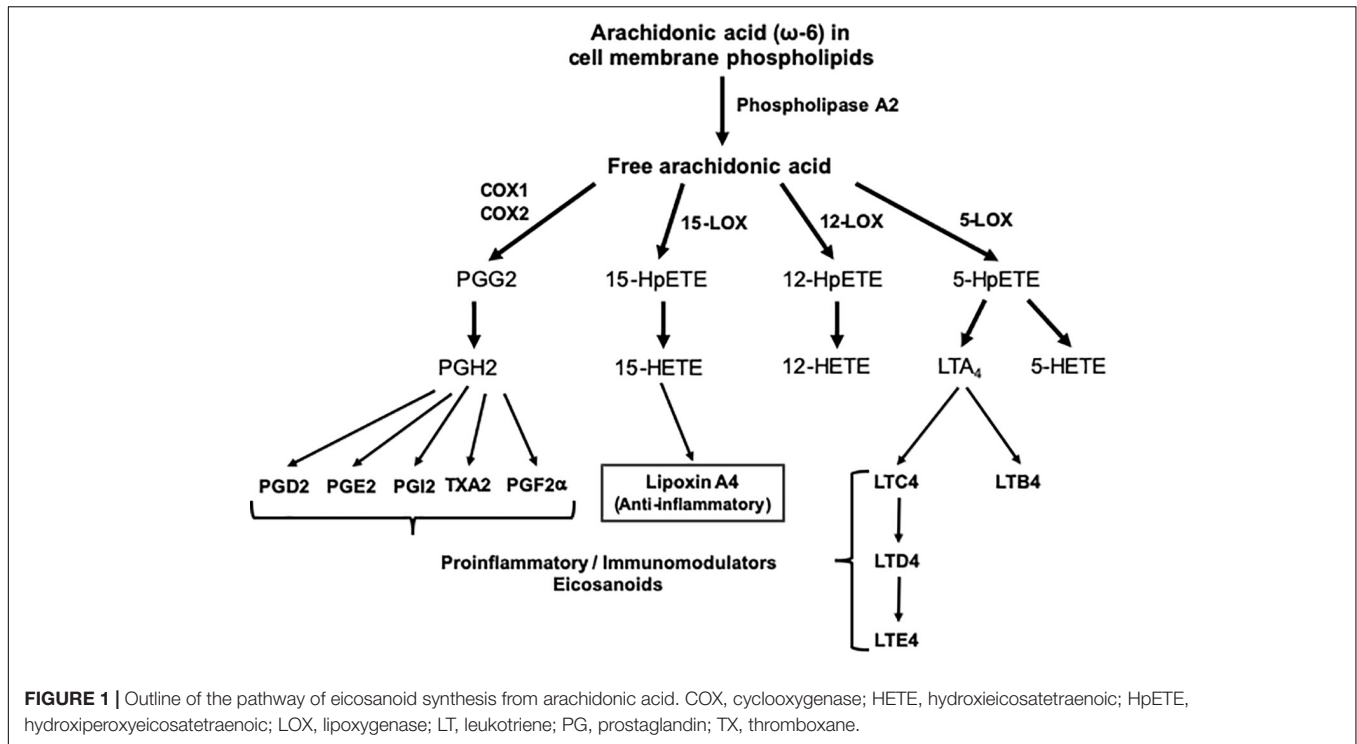 Arachidonic acid (ω-6) in
cell membrane phospholipids
Phospholipase A2
Free arachidonic acid
COX1
COX2
15-LOX
12-LOX
5-LOX
PGG2
15-HpETE
12-HpETE
5-HpETE
PGH2
15-HETE
12-HETE
LTA₄
5-HETE
PGD2
PGE2
PGI2
TXA2
PGF2α
Lipoxin A4
(Anti-inflammatory)
LTC4
LTB4
Proinflammatory / Immunomodulators
Eicosanoids
LTD4
LTE4
FIGURE 1 | Outline of the pathway of eicosanoid synthesis from arachidonic acid. COX, cyclooxygenase; HETE, hydroxieicosatetraenoic; HpETE,
hydroxiperoxyeicosatetraenoic; LOX, lipoxygenase; LT, leukotriene; PG, prostaglandin; TX, thromboxane.